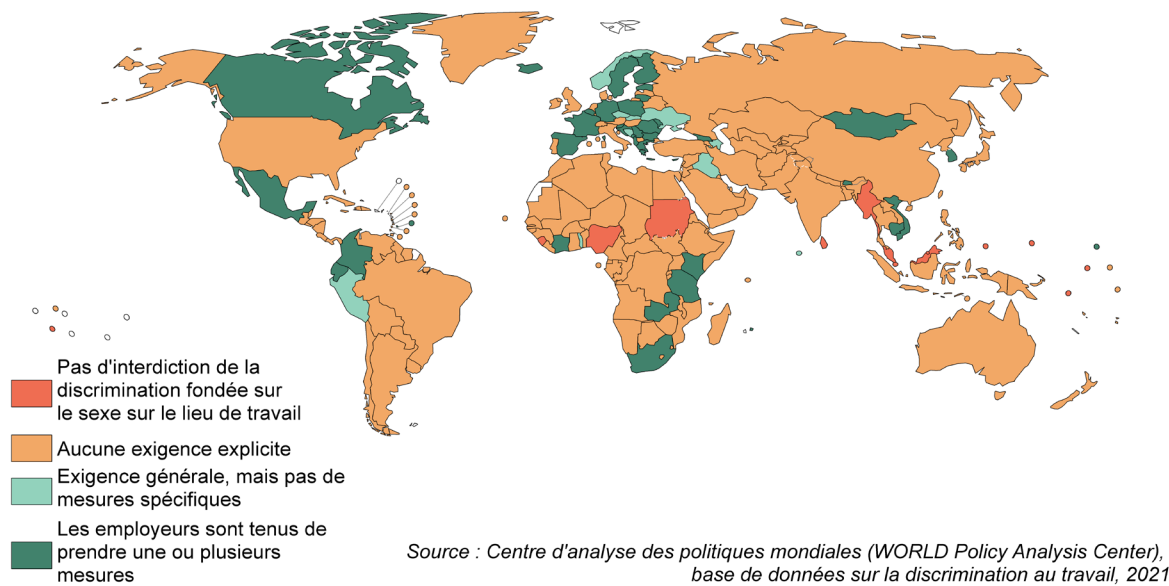 Pas d'interdiction de la
discrimination fondée sur
le sexe sur le lieu de travail
Aucune exigence explicite
Exigence générale, mais pas de
mesures spécifiques
Les employeurs sont tenus de
prendre une ou plusieurs
mesures
Source : Centre d'analyse des politiques mondiales (WORLD Policy Analysis Center),
base de données sur la discrimination au travail, 2021